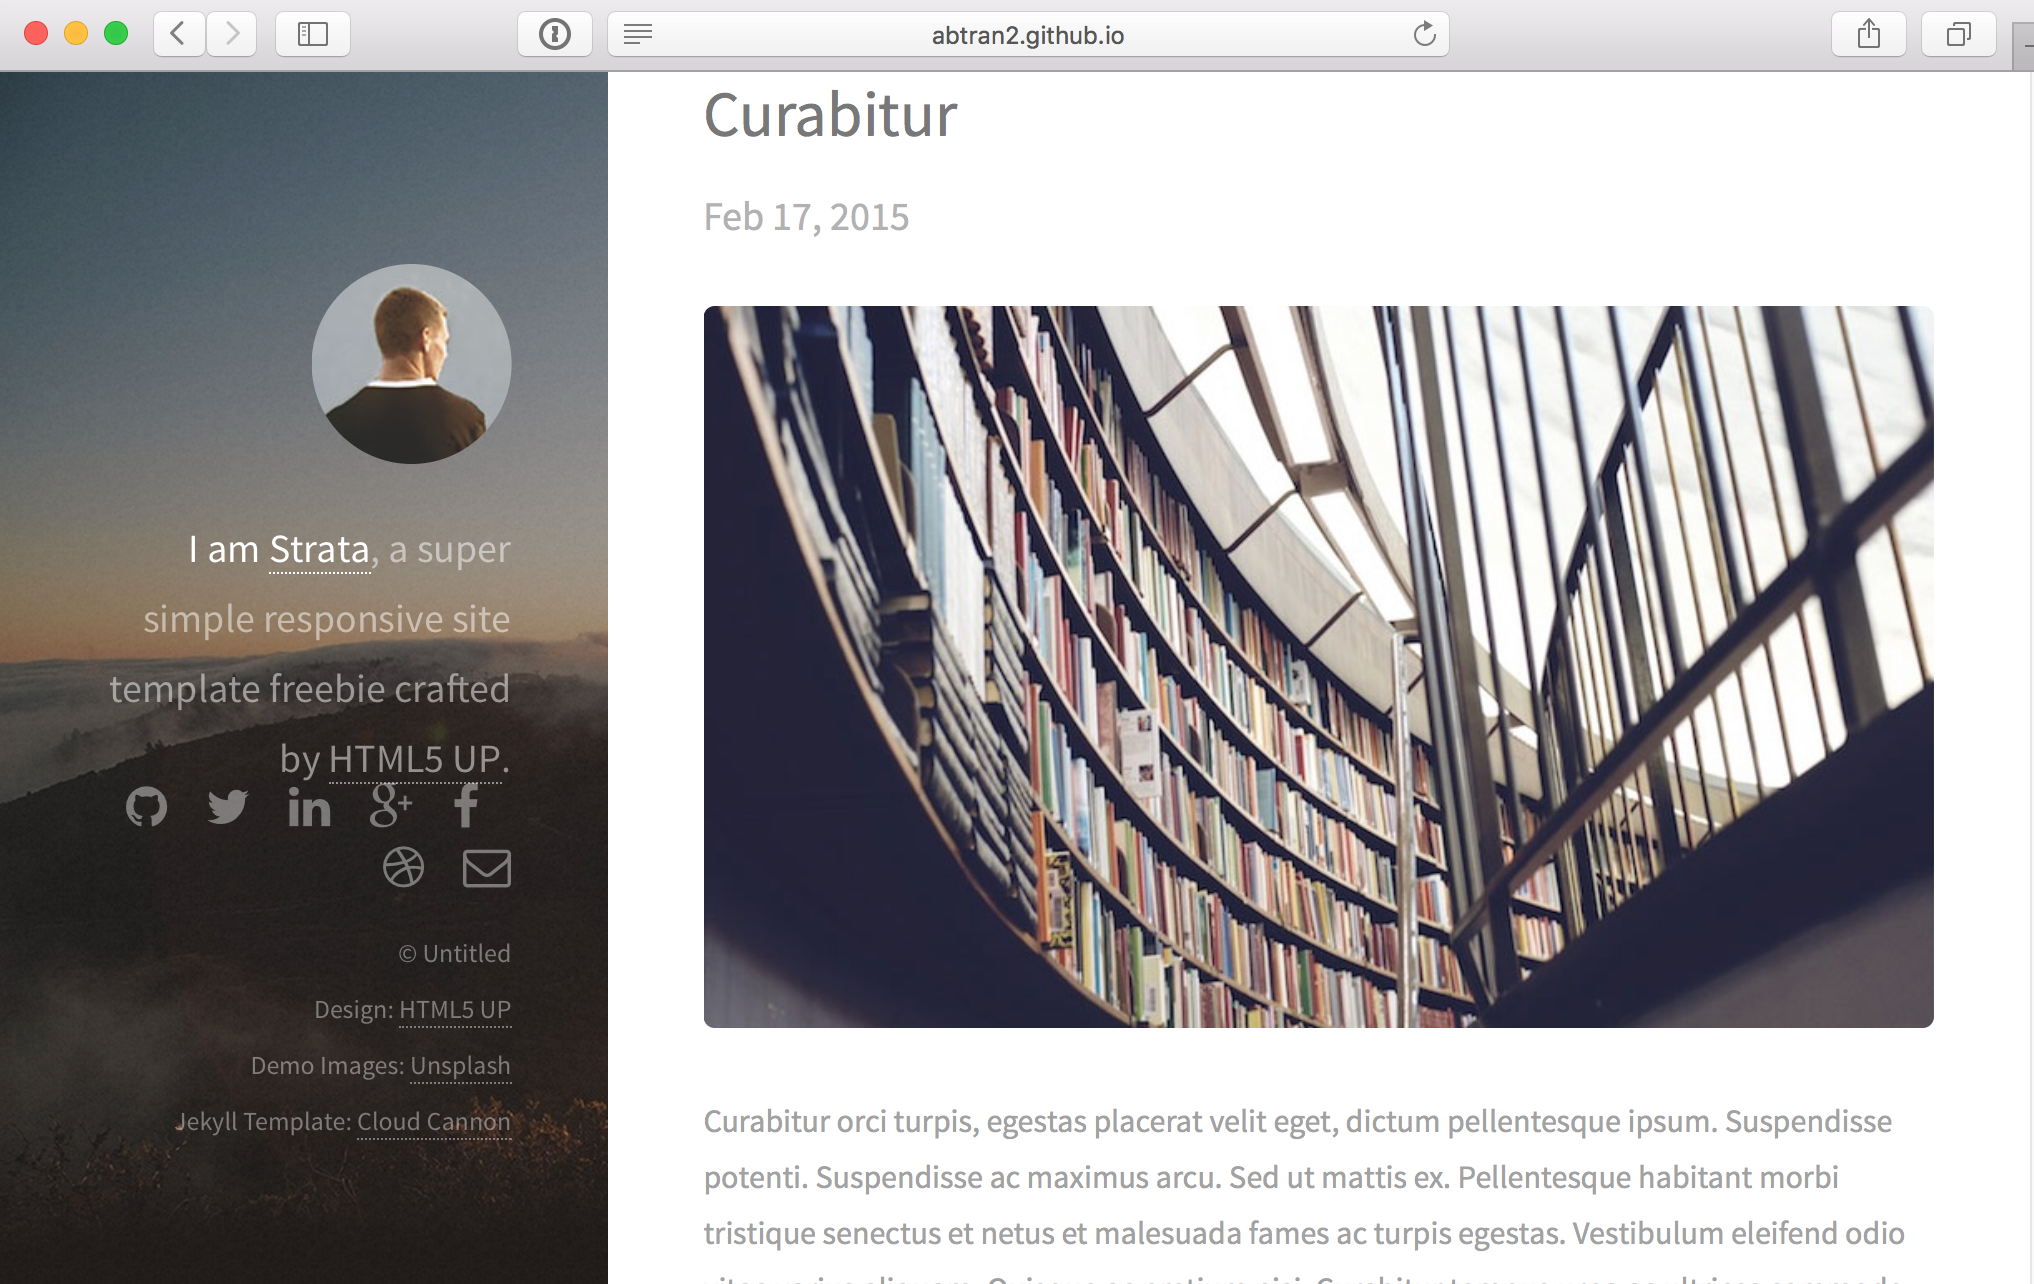 abtran2.github.io
I am Strata, a super
simple responsive site
template freebie crafted
by HTML5 UP.
© Untitled
Design: HTML5 UP
Demo Images: Unsplash
Jekyll Template: Cloud Cannon
Curabitur
Feb 17, 2015
Curabitur orci turpis, egestas placerat velit eget, dictum pellentesque ipsum. Suspendisse
potenti. Suspendisse ac maximus arcu. Sed ut mattis ex. Pellentesque habitant morbi
tristique senectus et netus et malesuada fames ac turpis egestas. Vestibulum eleifend odio